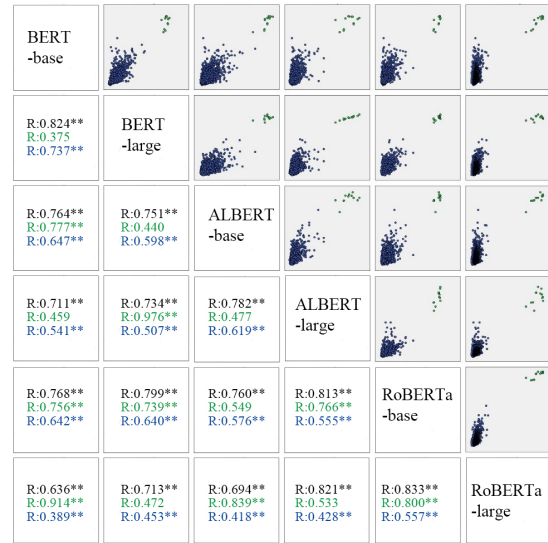 BERT
-base
R:0.824**
R:0.375
R:0.737**
BERT
-large
R:0.764**
R:0.777**
R:0.647**
R:0.751**
R:0.440
R:0.598**
ALBERT
-base
R:0.711**
R:0.459
R:0.541**
R:0.734**
R:0.976**
R:0.507**
R:0.782**
R:0.477
R:0.619**
ALBERT
-large
R:0.768**
R:0.756**
R:0.642**
R:0.799**
R:0.739**
R:0.640**
R:0.760**
R:0.549
R:0.576**
R:0.813**
R:0.766**
R:0.555**
RoBERTa
-base
R:0.636**
R:0.914**
R:0.389**
R:0.713**
R:0.472
R:0.453**
R:0.694**
R:0.839**
R:0.418**
R:0.821**
R:0.533
R:0.428**
R:0.833**
R:0.800**
R:0.557**
RoBERTa
-large